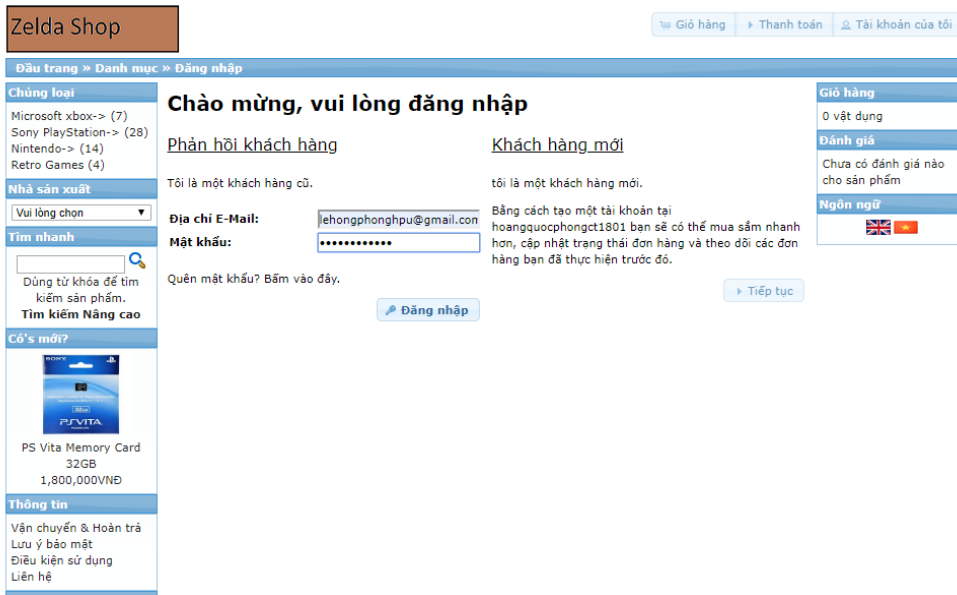 Zelda Shop
Giỏ hàng
Thanh toán
Tài khoản của tôi
Đầu trang » Danh mục » Đăng nhập
Chủng loại
Microsoft xbox-> (7)
Sony PlayStation-> (28)
Nintendo-> (14)
Retro Games (4)
Nhà sản xuất
Vui lòng chọn
Tìm nhanh
Dùng từ khóa để tìm
kiếm sản phẩm.
Tìm kiếm Nâng cao
Có's mới?
SONY
32GB
PSVITA
PS Vita Memory Card
32GB
1,800,000VNĐ
Thông tin
Vận chuyển & Hoàn trả
Lưu ý bảo mật
Điều kiện sử dụng
Liên hệ
Chào mừng, vui lòng đăng
nhập
Phản hồi khách hàng
Tôi là một khách hàng cũ.
Địa chỉ E-Mail: lehongphonghpu@gmail.com
Mật khẩu: ••••••••••••
Quên mật khẩu? Bấm vào đây.
Đăng nhập
Khách hàng mới
tôi là một khách hàng mới.
Bằng cách tạo một tài khoản tại
hoangquocphongct1801 bạn sẽ có thể mua sắm nhanh
hơn, cập nhật trạng thái đơn hàng và theo dõi các đơn
hàng bạn đã thực hiện trước đó.
Tiếp tục
Giỏ hàng
0 vật dụng
Đánh giá
Chưa có đánh giá nào
cho sản phẩm
Ngôn ngữ